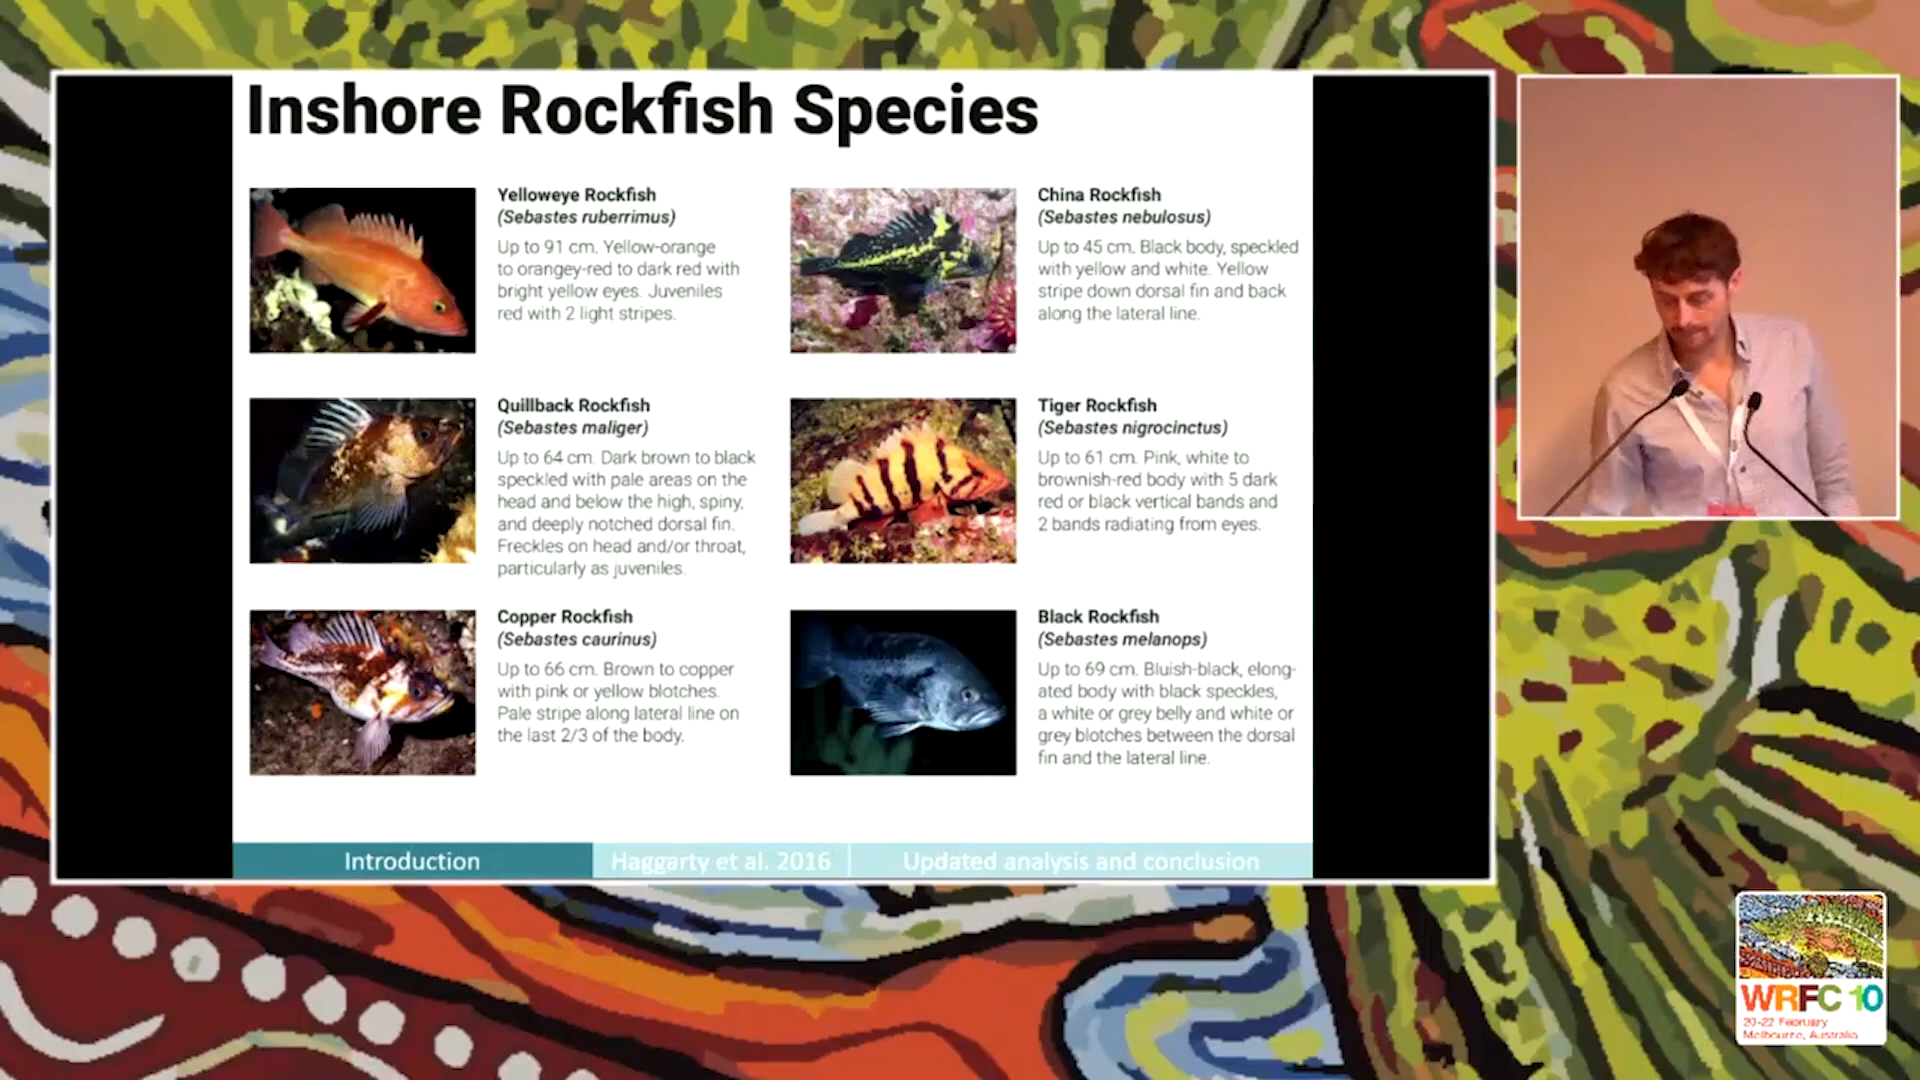 Inshore Rockfish Species
Yelloweye Rockfish
(Sebastes ruberrimus)
Up to 91 cm. Yellow-orange
to orangey-red to dark red with
bright yellow eyes. Juveniles
red with 2 light stripes.
Quillback Rockfish
(Sebastes maliger)
Up to 64 cm. Dark brown to black
speckled with pale areas on the
head and below the high, spiny,
and deeply notched dorsal fin.
Freckles on head and/or throat,
particularly as juveniles.
Copper Rockfish
(Sebastes caurinus)
Up to 66 cm. Brown to copper
with pink or yellow blotches.
Pale stripe along lateral line on
the last 2/3 of the body.
China Rockfish
(Sebastes nebulosus)
Up to 45 cm. Black body, speckled
with yellow and white. Yellow
stripe down dorsal fin and back
along the lateral line.
Tiger Rockfish
(Sebastes nigrocinctus)
Up to 61 cm. Pink, white to
brownish-red body with 5 dark
red or black vertical bands and
2 bands radiating from eyes.
Black Rockfish
(Sebastes melanops)
Up to 69 cm. Bluish-black, elong-
ated body with black speckles,
a white or grey belly and white or
grey blotches between the dorsal
fin and the lateral line.
Introduction
Haggarty et al. 2016
Updated analysis and conclusion
WRFC 10
20-22 February
Melbourne, Australia